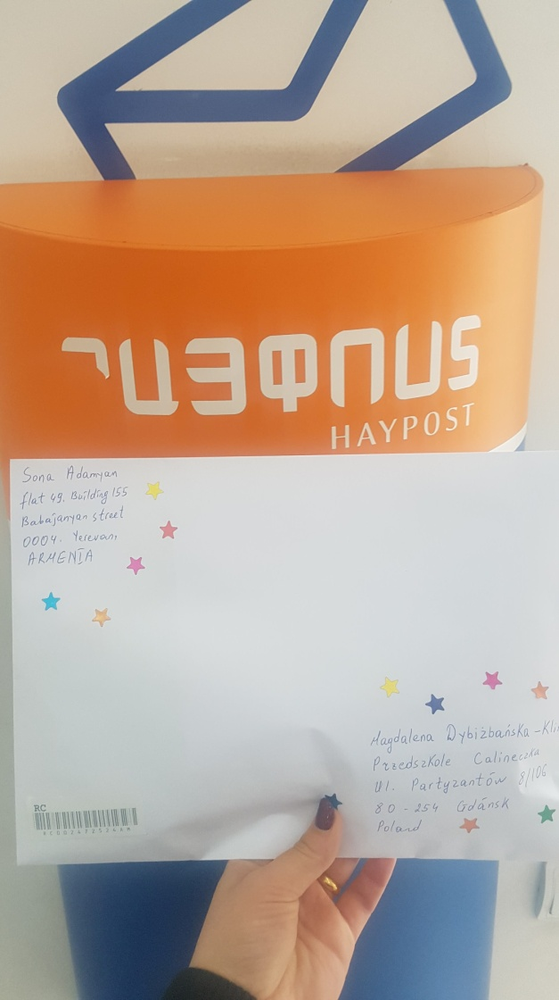 ՀԱՅՓՈՍՏ
HAYPOST
Sona Adamyan
flat 49. Building 155
Babajanyan street
0004. Yerevan,
ARMENIA
Magdalena Dybizbańska - Kli
Przedszkole Calineczka
Ul. Partyzantów 8/106
80-254 Gdańsk
Poland
RC